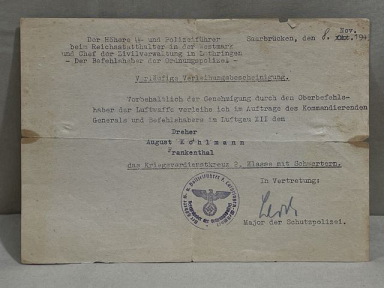 Der Höhere ᛋᛋ- und Polizeiführer
beim Reichsstatthalter in der Westmark
und Chef der Zivilverwaltung in Lothringen
- Der Befehlshaber der Ordnungspolizei -
Saarbrücken, den 8. Nov. 194
Vorläufige Verleihungsbescheinigung.
Vorbehaltlich der Genehmigung durch den Oberbefehls-
haber der Luftwaffe verleihe ich im Auftrage des Kommandierenden
Generals und Befehlshabers im Luftgau XII dem
Dreher
August Köhlmann
Frankenthal
das Kriegsverdienstkreuz 2. Klasse mit Schwertern.
In Vertretung:
Major der Schutzpolizei.